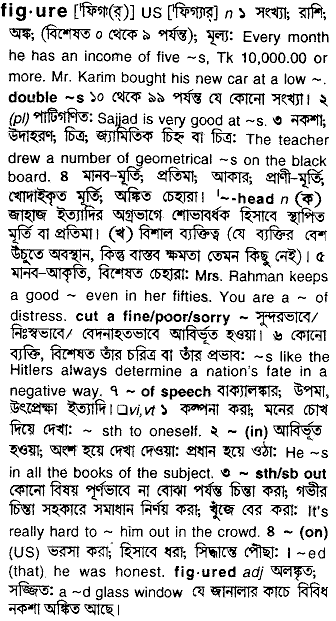 fig·ure ['ফিগা(র্)] US ['ফিগ্যার্] n ১ সংখ্যা; রাশি;
অঙ্ক; (বিশেষত ০ থেকে ৯ পর্যন্ত); মূল্য: Every month
he has an income of five ~s, Tk 10,000.00 or
more. Mr. Karim bought his new car at a low ~.
double ~s ১০ থেকে ৯৯ পর্যন্ত যে কোনো সংখ্যা। ২
(pl) পাটিগণিত: Sajjad is very good at ~s. ৩ নকশা;
উদাহরণ; চিত্র; জ্যামিতিক চিহ্ন বা চিত্র: The teacher
drew a number of geometrical ~s on the black
board. ৪ মানব-মূর্তি; প্রতিমা; আকার; প্রাণী-মূর্তি;
খোদাইকৃত মূর্তি; অঙ্কিত চেহারা। '~-head n (ক)
জাহাজ ইত্যাদির অগ্রভাগে শোভাবর্ধক হিসাবে স্থাপিত
মূর্তি বা প্রতিমা। (খ) বিশাল ব্যক্তিত্ব (যে ব্যক্তির বেশ
উঁচুতে অবস্থান, কিন্তু বাস্তব ক্ষমতা তেমন কিছু নেই)। ৫
মানব-আকৃতি, বিশেষত চেহারা: Mrs. Rahman keeps
a good ~ even in her fifties. You are a ~ of
distress. cut a fine/poor/sorry ~ সুন্দরভাবে/
নিঃস্বভাবে/ বেদনাহতভাবে আবির্ভূত হওয়া। ৬ কোনো
ব্যক্তি, বিশেষত তাঁর চরিত্র বা তাঁর প্রভাব: ~s like the
Hitlers always determine a nation's fate in a
negative way. ৭ ~ of speech বাক্যালঙ্কার; উপমা,
উৎপ্রেক্ষা ইত্যাদি। □vi,vt ১ কল্পনা করা; মনের চোখ
দিয়ে দেখা: ~ sth to oneself. ২ ~ (in) আবির্ভূত
হওয়া; অংশ হয়ে দেখা দেওয়া: প্রধান হয়ে ওঠা: He ~s
in all the books of the subject. ৩ ~ sth/sb out
কোনো বিষয় পূর্ণভাবে না বোঝা পর্যন্ত চিন্তা করা; গভীর
চিন্তা সহকারে সমাধান নির্ণয় করা; খুঁজে বের করা: It's
really hard to ~ him out in the crowd. ৪ ~ (on)
(US) ভরসা করা; হিসাবে ধরা; সিদ্ধান্তে পৌছা: I ~ed
(that) he was honest. fig·ured adj অলঙ্কৃত;
সজ্জিত: a ~d glass window যে জানালার কাচে বিবিধ
নকশা অঙ্কিত আছে।